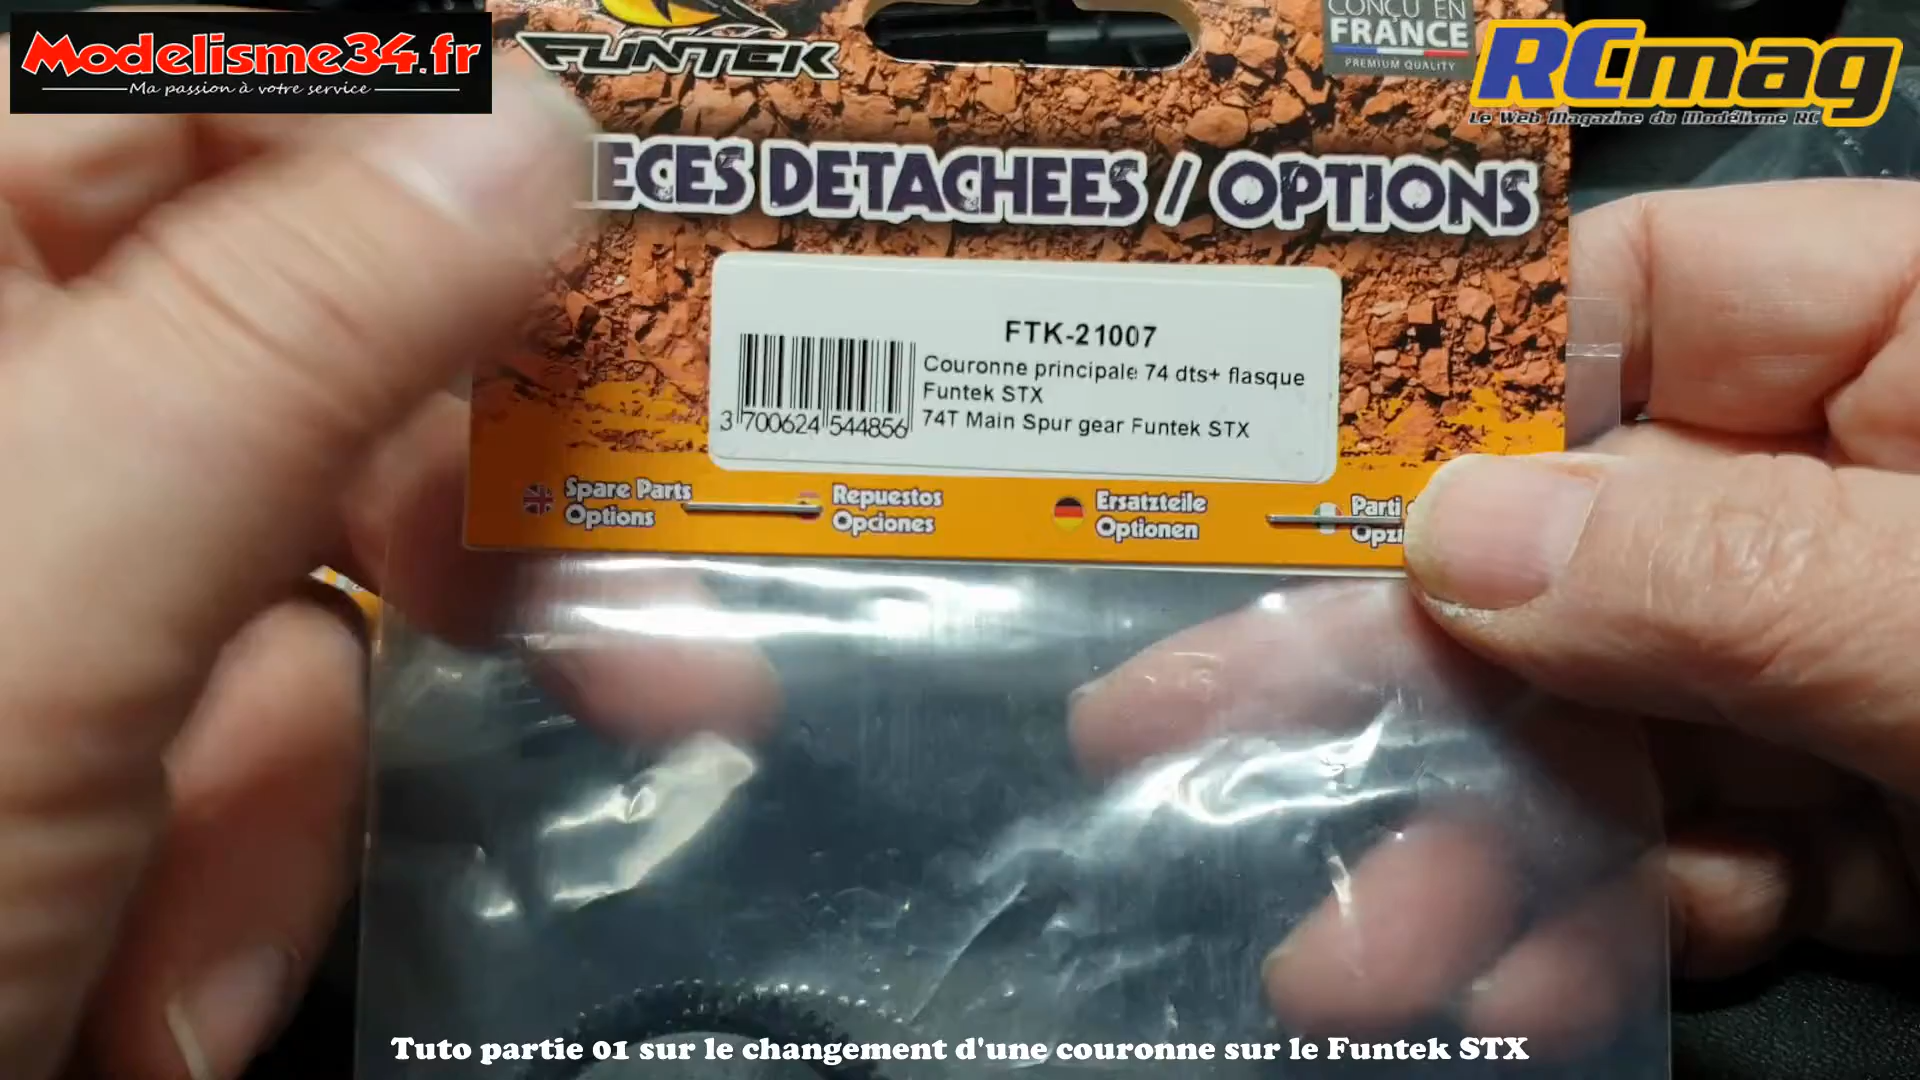 Modelisme34.fr
Ma passion à votre service
FUNTEK
CONÇU EN
FRANCE
PREMIUM QUALITY
RCmag
Le Web Magazine du Modélisme RC
DETACHEES / OPTIONS
FTK-21007
Couronne principale 74 dts+ flasque
Funtek STX
74T Main Spur gear Funtek STX
3 700624 544856
Spare Parts
Options
Repuestos
Opciones
Ersatzteile
Optionen
Parti
Tuto partie 01 sur le changement d'une couronne sur le Funtek STX